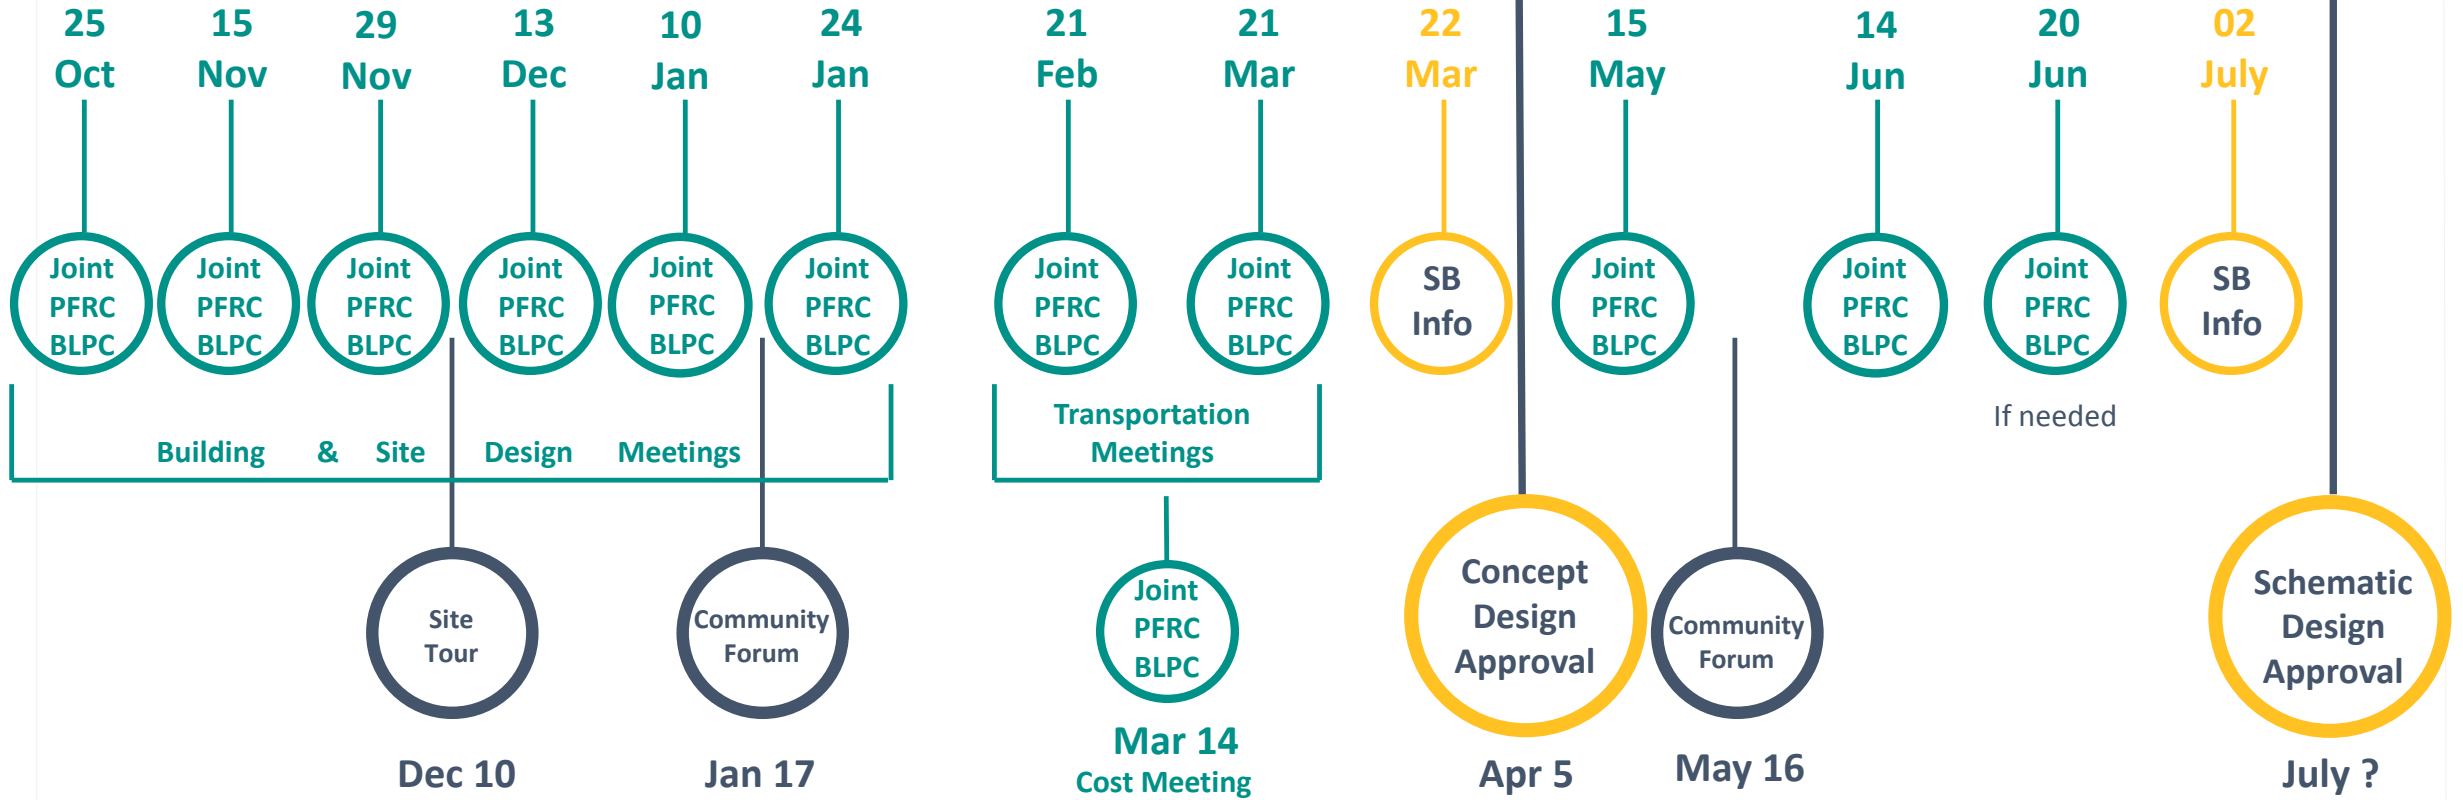 25
Oct
15
Nov
29
Nov
13
Dec
10
Jan
24
Jan
21
Feb
21
Mar
22
Mar
15
May
14
Jun
20
Jun
02
July
Joint
PFRC
BLPC
Joint
PFRC
BLPC
Joint
PFRC
BLPC
Joint
PFRC
BLPC
Joint
PFRC
BLPC
Joint
PFRC
BLPC
Joint
PFRC
BLPC
Joint
PFRC
BLPC
SB
Info
Joint
PFRC
BLPC
Joint
PFRC
BLPC
Joint
PFRC
BLPC
SB
Info
If needed
Building & Site Design Meetings
Transportation
Meetings
Site
Tour
Dec 10
Community
Forum
Jan 17
Joint
PFRC
BLPC
Mar 14
Cost Meeting
Concept
Design
Approval
Apr 5
Community
Forum
May 16
Schematic
Design
Approval
July ?